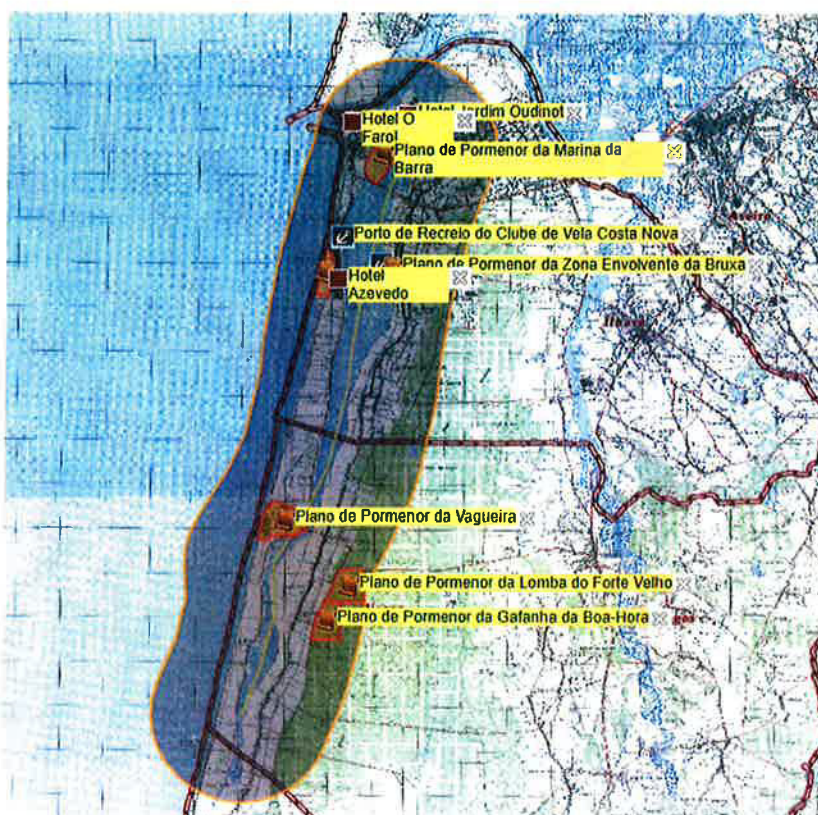 Hotel Jardim Oudinot
Hotel O
Farol
Plano de Pormenor da Marina da
Barra
Porto de Recreio do Clube de Vela Costa Nova
Plano de Pormenor da Zona Envolvente da Bruxa
Hotel
Azevedo
Aveiro
Ílhavo
Plano de Pormenor da Vagueira
Plano de Pormenor da Lomba do Forte Velho
Plano de Pormenor da Gafanha da Boa-Hora